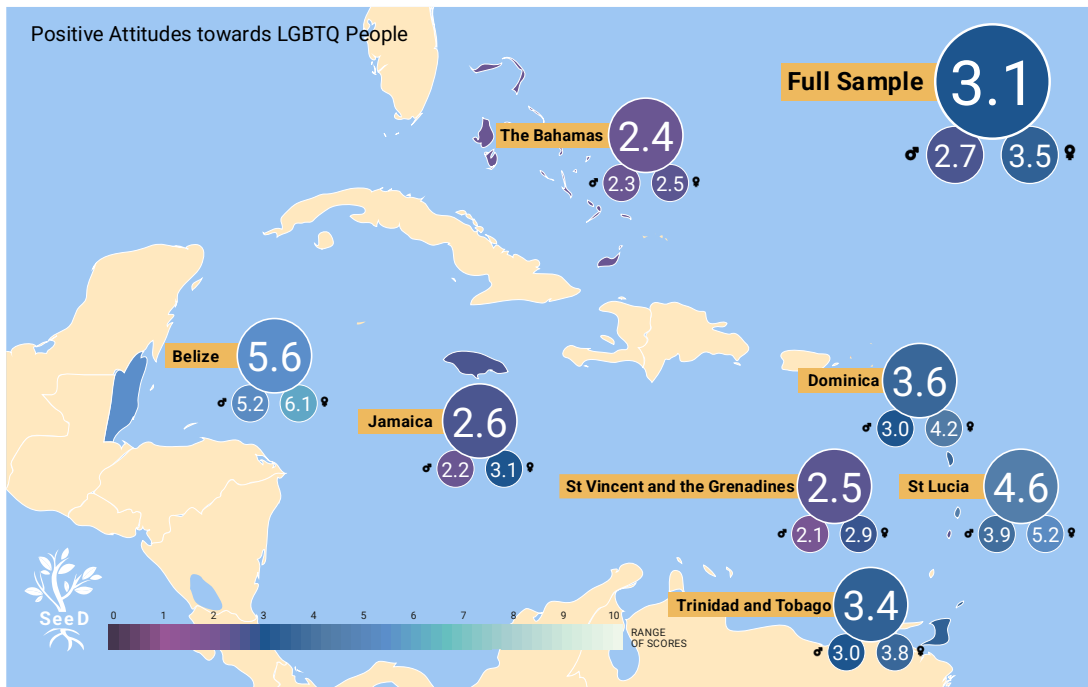 Positive Attitudes towards LGBTQ People
Full Sample
3.1
♂ 2.7 3.5 ♀
The Bahamas
2.4
♂ 2.3 2.5 ♀
Belize
5.6
♂ 5.2 6.1 ♀
Jamaica
2.6
♂ 2.2 3.1 ♀
Dominica
3.6
♂ 3.0 4.2 ♀
St Vincent and the Grenadines
2.5
♂ 2.1 2.9 ♀
St Lucia
4.6
♂ 3.9 5.2 ♀
Trinidad and Tobago
3.4
♂ 3.0 3.8 ♀
SeeD
0 1 2 3 4 5 6 7 8 9 10
RANGE
OF SCORES